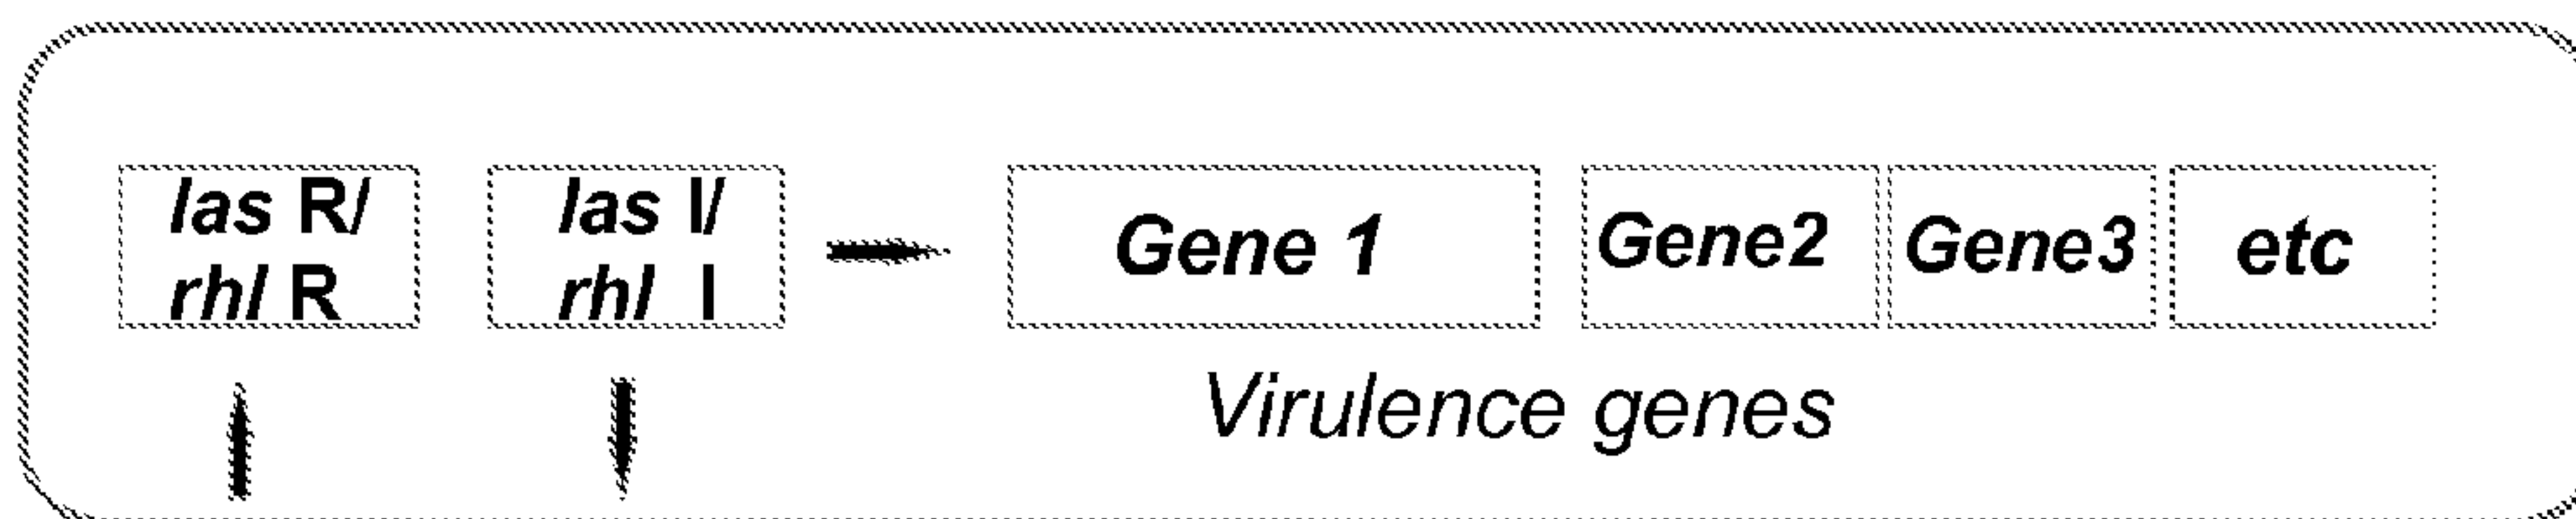 las R/
rhl R
las I/
rhl I
Gene 1
Gene2
Gene3
etc
Virulence genes